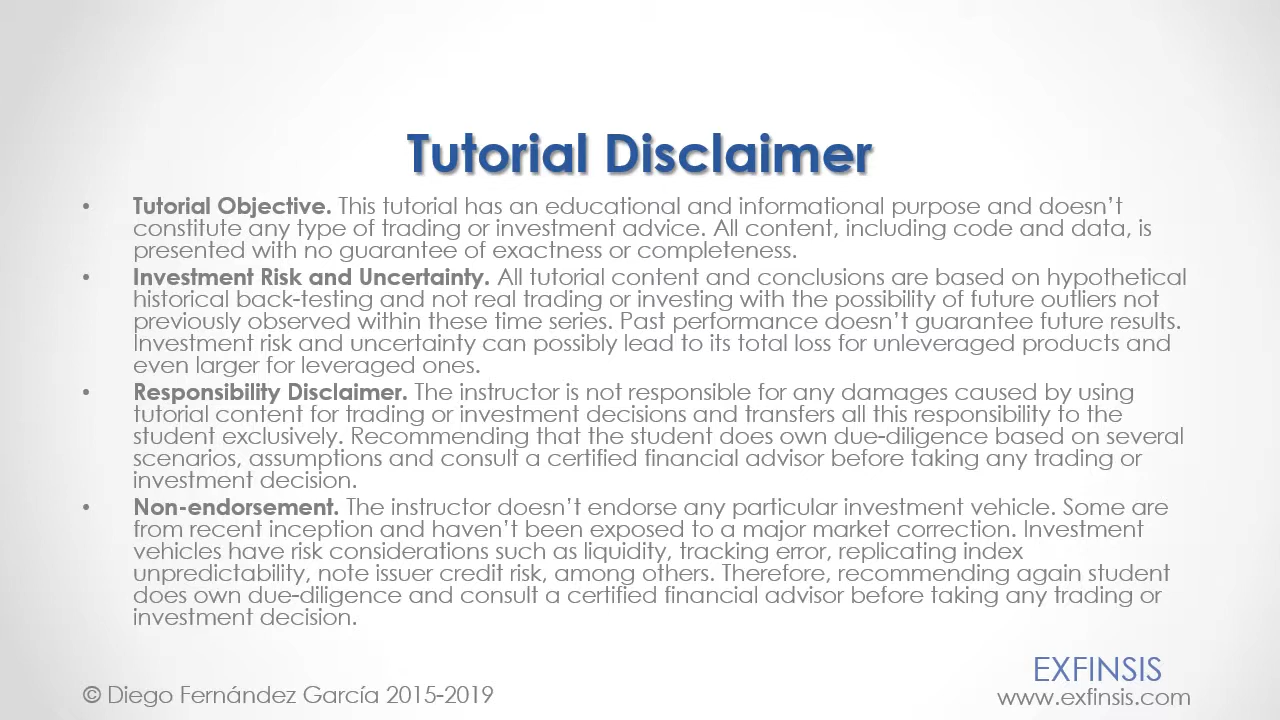 Tutorial Disclaimer
• Tutorial Objective. This tutorial has an educational and informational purpose and doesn't
constitute any type of trading or investment advice. All content, including code and data, is
presented with no guarantee of exactness or completeness.
• Investment Risk and Uncertainty. All tutorial content and conclusions are based on hypothetical
historical back-testing and not real trading or investing with the possibility of future outliers not
previously observed within these time series. Past performance doesn't guarantee future results.
Investment risk and uncertainty can possibly lead to its total loss for unleveraged products and
even larger for leveraged ones.
• Responsibility Disclaimer. The instructor is not responsible for any damages caused by using
tutorial content for trading or investment decisions and transfers all this responsibility to the
student exclusively. Recommending that the student does own due-diligence based on several
scenarios, assumptions and consult a certified financial advisor before taking any trading or
investment decision.
• Non-endorsement. The instructor doesn't endorse any particular investment vehicle. Some are
from recent inception and haven't been exposed to a major market correction. Investment
vehicles have risk considerations such as liquidity, tracking error, replicating index
unpredictability, note issuer credit risk, among others. Therefore, recommending again student
does own due-diligence and consult a certified financial advisor before taking any trading or
investment decision.
EXFINSIS
© Diego Fernández García 2015-2019
www.exfinsis.com